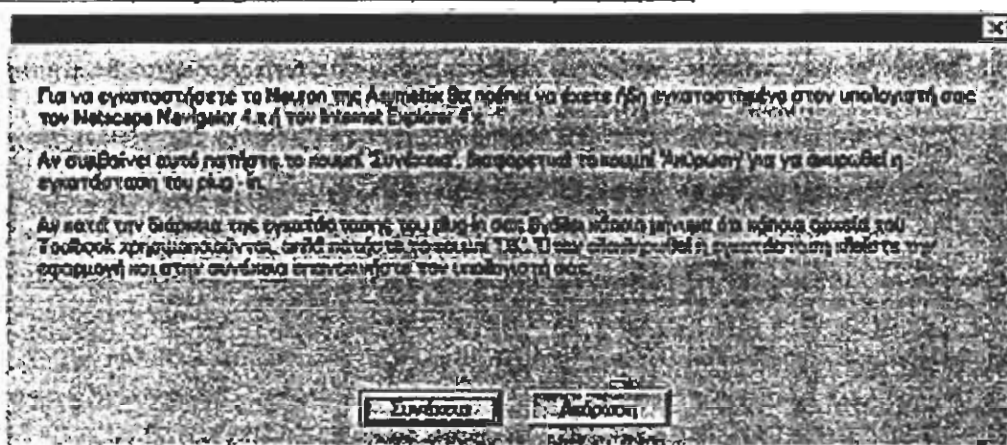 Για να εγκαταστήσετε το Neuron της Asymetrix θα πρέπει να έχετε ήδη εγκαταστημένο στον υπολογιστή σας
τον Netscape Navigator 4.x ή τον Internet Explorer 4.x.
Αν συμβαίνει αυτό πατήστε το κουμπί 'Συνέχεια', διαφορετικά το κουμπί 'Ακύρωση' για να ακυρωθεί η
εγκατάσταση του plug-in.
Αν κατά την διάρκεια της εγκατάστασης του plug-in σας βγάλει κάποιο μήνυμα ότι κάποια αρχεία του
Toolbook χρησιμοποιούνται, απλά πατήστε το κουμπί 'OK'. Όταν ολοκληρωθεί η εγκατάσταση κλείστε την
εφαρμογή και στην συνέχεια επανεκκινήστε τον υπολογιστή σας.
Συνέχεια Ακύρωση